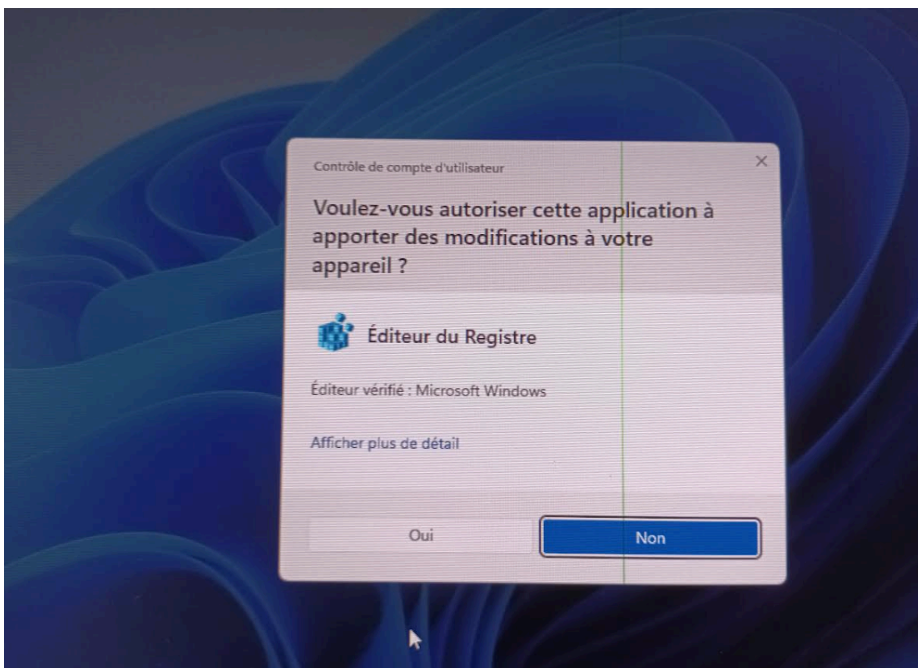 Contrôle de compte d'utilisateur
Voulez-vous autoriser cette application à
apporter des modifications à votre
appareil ?
Éditeur du Registre
Éditeur vérifié : Microsoft Windows
Afficher plus de détail
Oui
Non